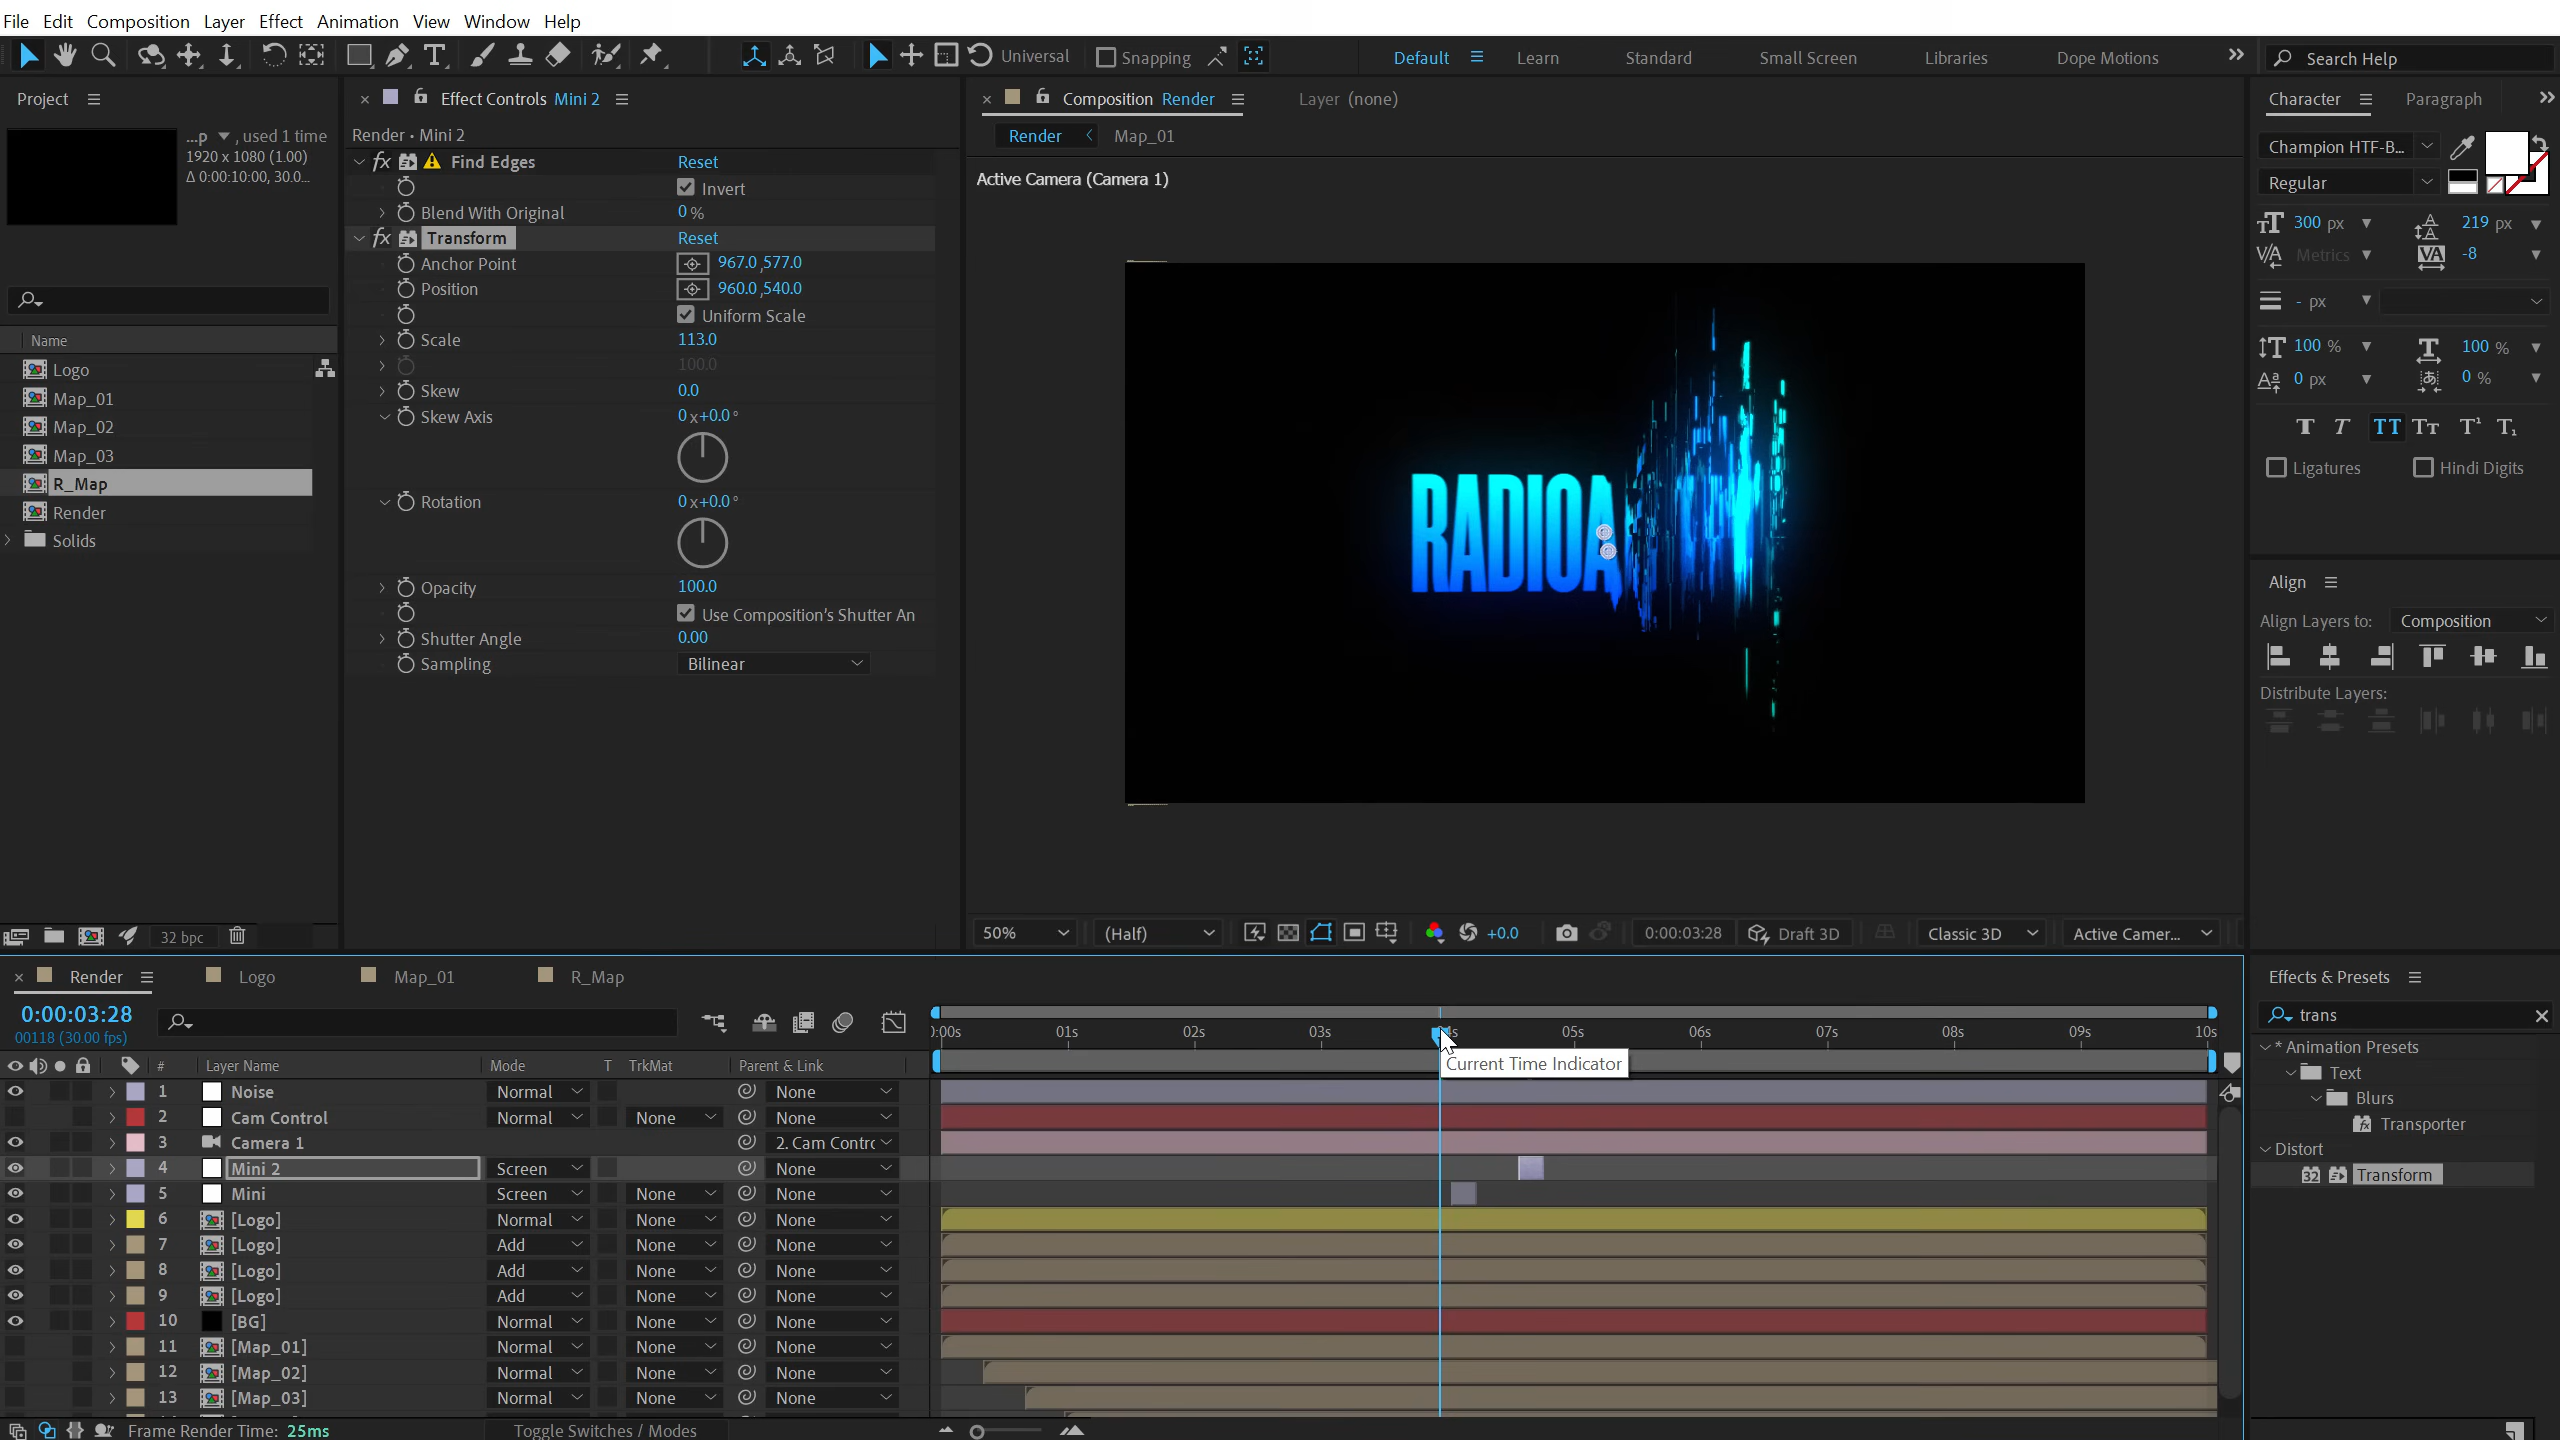 File Edit Composition Layer Effect Animation View Window Help
Universal Snapping Default Learn Standard Small Screen Libraries Dope Motions Search Help
Project
...p , used 1 time
1920 x 1080 (1.00)
Δ 0:00:10:00, 30.0...
Name
Logo
Map_01
Map_02
Map_03
R_Map
Render
Solids
32 bpc
Effect Controls Mini 2
Render • Mini 2
fx Find Edges Reset
Invert
Blend With Original 0 %
fx Transform Reset
Anchor Point 967.0 ,577.0
Position 960.0 ,540.0
Uniform Scale
Scale 113.0
100.0
Skew 0.0
Skew Axis 0 x+0.0 °
Rotation 0 x+0.0 °
Opacity 100.0
Use Composition's Shutter An
Shutter Angle 0.00
Sampling Bilinear
Composition Render Layer (none)
Render Map_01
Active Camera (Camera 1)
RADIOA
50% (Half) +0.0 0:00:03:28 Draft 3D Classic 3D Active Camer...
Character Paragraph
Champion HTF-B...
Regular
300 px 219 px
Metrics -8
- px
100 % 100 %
0 px 0 %
T T TT Tт T¹ T₁
Ligatures Hindi Digits
Align
Align Layers to: Composition
Distribute Layers:
Render Logo Map_01 R_Map
0:00:03:28
00118 (30.00 fps)
:00s 01s 02s 03s 04s 05s 06s 07s 08s 09s 10s
Current Time Indicator
# Layer Name Mode T TrkMat Parent & Link
1 Noise Normal None
2 Cam Control Normal None None
3 Camera 1 2. Cam Contrc
4 Mini 2 Screen None
5 Mini Screen None None
6 [Logo] Normal None None
7 [Logo] Add None None
8 [Logo] Add None None
9 [Logo] Add None None
10 [BG] Normal None None
11 [Map_01] Normal None None
12 [Map_02] Normal None None
13 [Map_03] Normal None None
Frame Render Time: 25ms Toggle Switches / Modes
Effects & Presets
trans
* Animation Presets
Text
Blurs
Transporter
Distort
32 Transform